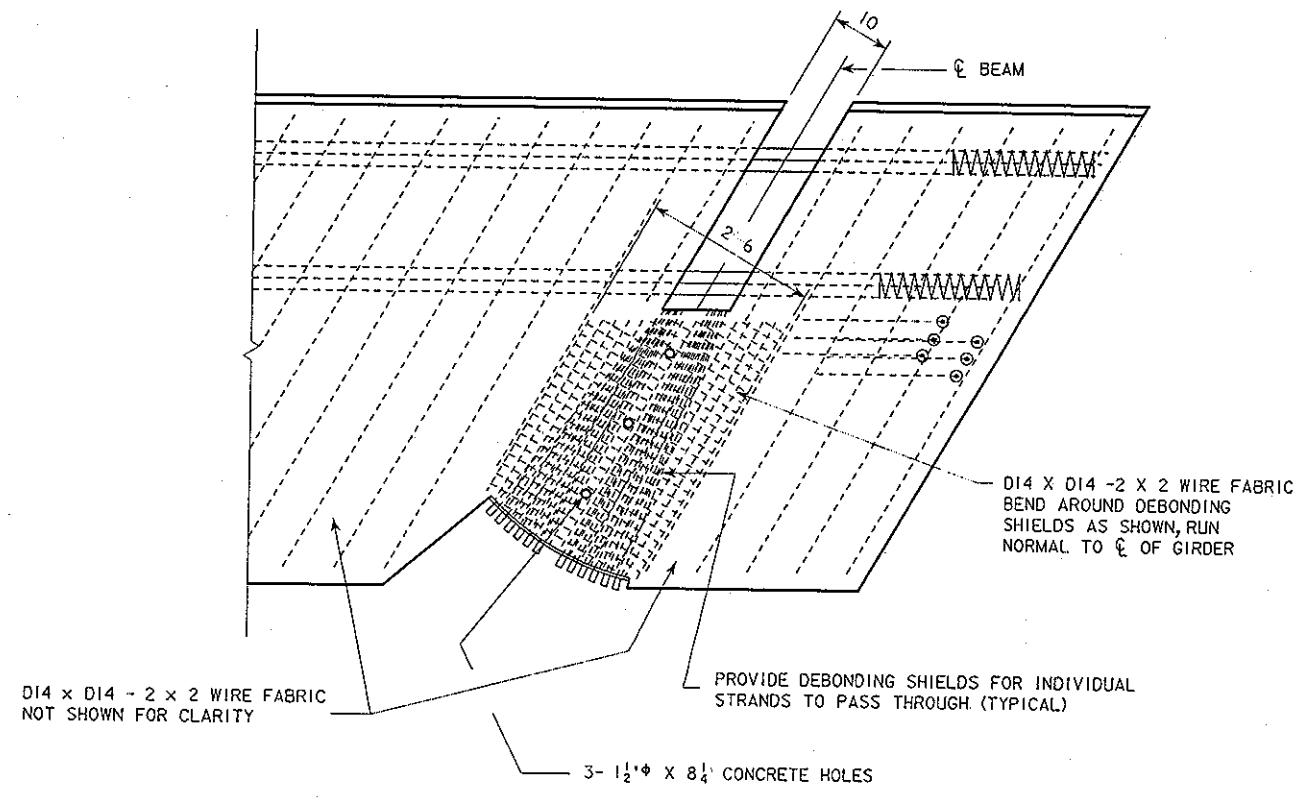 10
℄ BEAM
2'-6
D14 X D14 -2 X 2 WIRE FABRIC
BEND AROUND DEBONDING
SHIELDS AS SHOWN, RUN
NORMAL TO ℄ OF GIRDER
D14 x D14 - 2 x 2 WIRE FABRIC
NOT SHOWN FOR CLARITY
PROVIDE DEBONDING SHIELDS FOR INDIVIDUAL
STRANDS TO PASS THROUGH (TYPICAL)
3- 1½"Φ X 8¼ CONCRETE HOLES